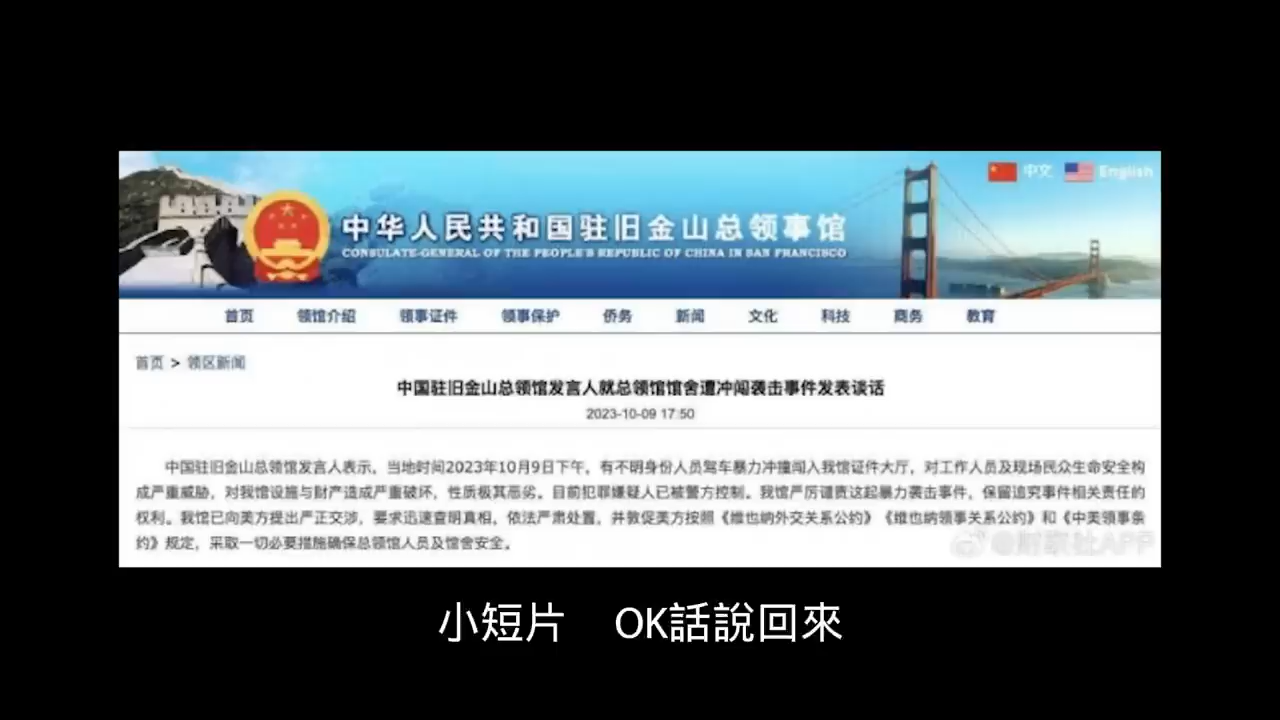 中文 English
中华人民共和国驻旧金山总领事馆
CONSULATE-GENERAL OF THE PEOPLE'S REPUBLIC OF CHINA IN SAN FRANCISCO
首页 领馆介绍 领事证件 领事保护 侨务 新闻 文化 科技 商务 教育
首页 > 领区新闻
中国驻旧金山总领馆发言人就总领馆馆舍遭冲闯袭击事件发表谈话
2023-10-09 17:50
中国驻旧金山总领馆发言人表示，当地时间2023年10月9日下午，有不明身份人员驾车暴力冲撞闯入我馆证件大厅，对工作人员及现场民众生命安全构
成严重威胁，对我馆设施与财产造成严重破坏，性质极其恶劣。目前犯罪嫌疑人已被警方控制。我馆严厉谴责这起暴力袭击事件，保留追究事件相关责任的
权利。我馆已向美方提出严正交涉，要求迅速查明真相，依法严肃处置，并敦促美方按照《维也纳外交关系公约》《维也纳领事关系公约》和《中美领事条
约》规定，采取一切必要措施确保总领馆人员及馆舍安全。
@财联社APP
小短片 OK話說回來